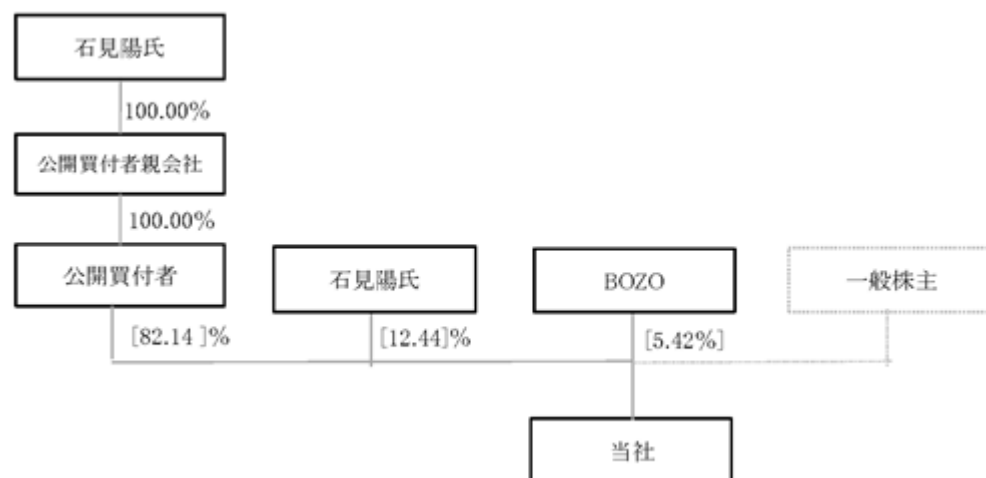 石見陽氏
100.00%
公開買付者親会社
100.00%
公開買付者
石見陽氏
BOZO
一般株主
[82.14 ]%
[12.44]%
[5.42%]
当社